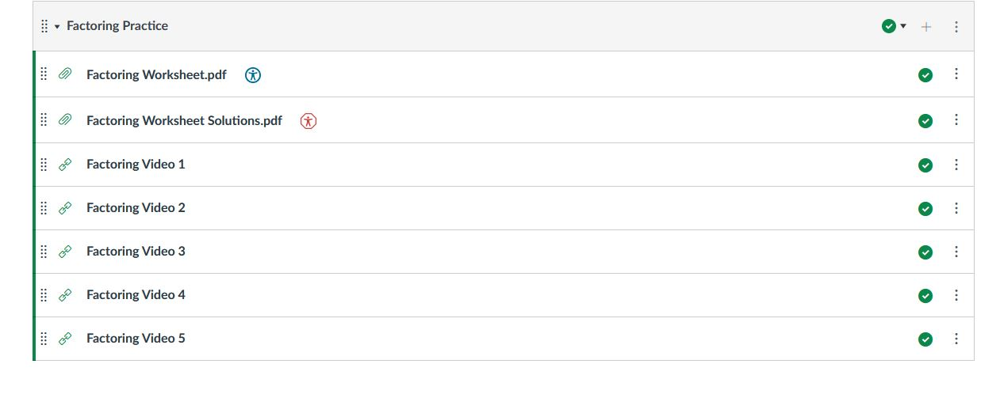 Factoring Practice
Factoring Worksheet.pdf
Factoring Worksheet Solutions.pdf
Factoring Video 1
Factoring Video 2
Factoring Video 3
Factoring Video 4
Factoring Video 5